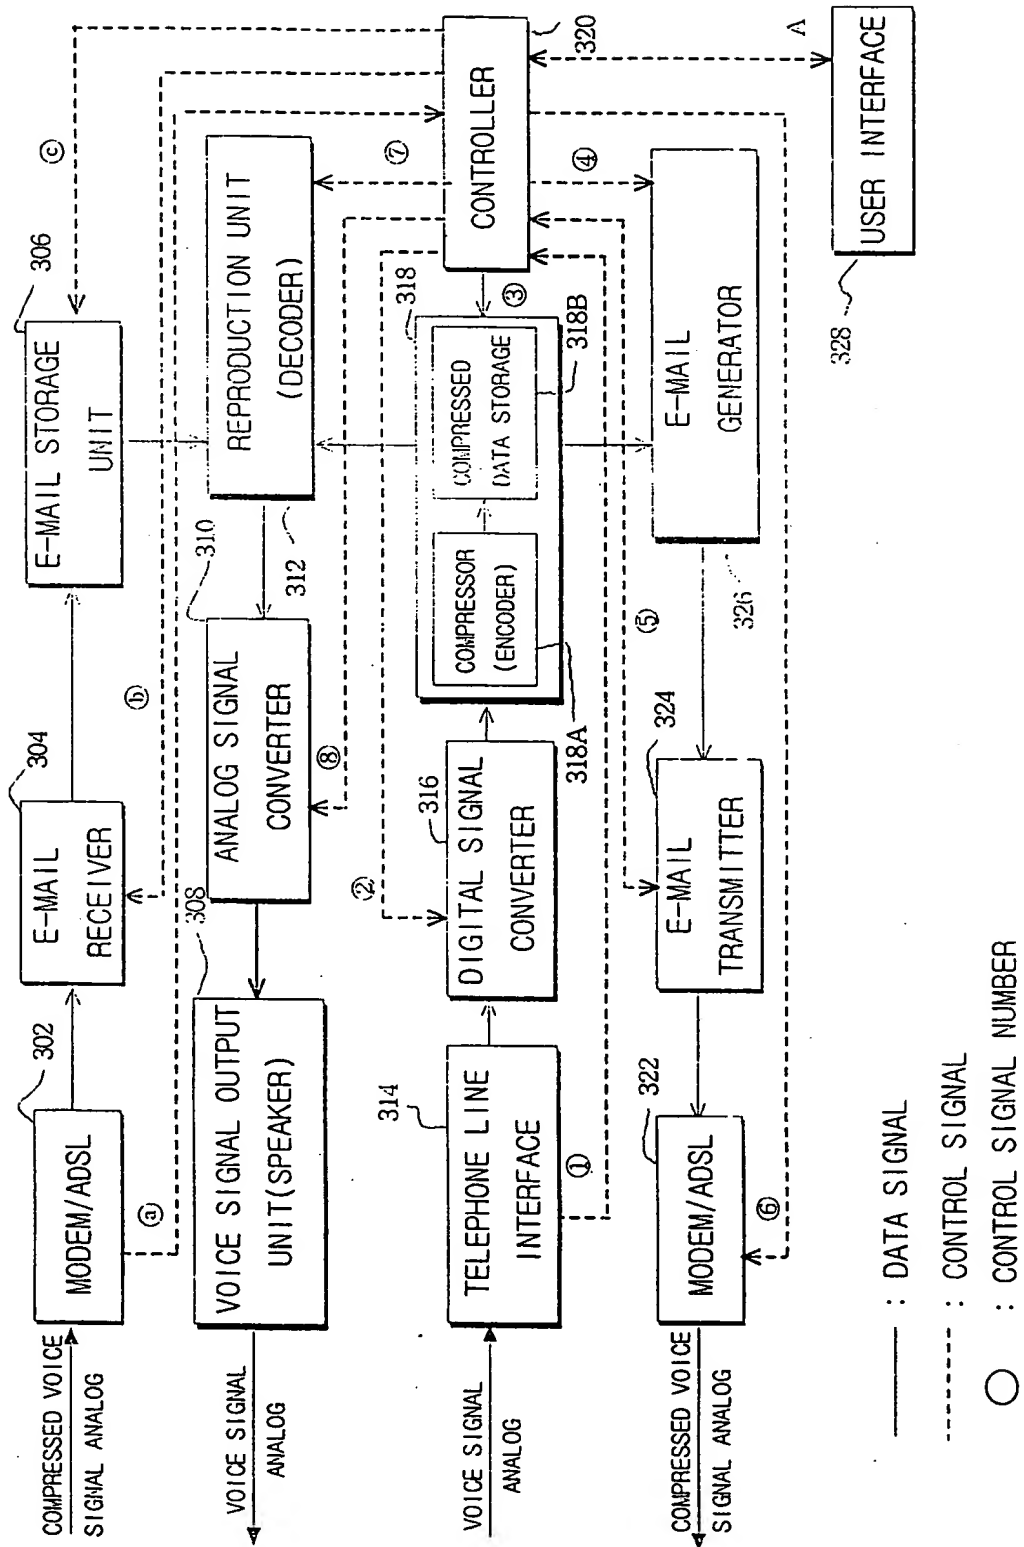 COMPRESSED VOICE
SIGNAL ANALOG
MODEM/ADSL
302
ⓐ
E-MAIL
RECEIVER
304
ⓑ
E-MAIL STORAGE
UNIT
306
ⓒ
VOICE SIGNAL
ANALOG
VOICE SIGNAL OUTPUT
UNIT(SPEAKER)
308
ANALOG SIGNAL
CONVERTER
310
⑧
REPRODUCTION UNIT
(DECODER)
312
⑦
VOICE SIGNAL
ANALOG
TELEPHONE LINE
INTERFACE
314
①
DIGITAL SIGNAL
CONVERTER
316
②
COMPRESSOR
(ENCODER)
318A
COMPRESSED
DATA STORAGE
318B
318
③
CONTROLLER
320
④
COMPRESSED VOICE
SIGNAL ANALOG
MODEM/ADSL
322
⑥
E-MAIL
TRANSMITTER
324
⑤
E-MAIL
GENERATOR
326
A
USER INTERFACE
328
: DATA SIGNAL
: CONTROL SIGNAL
: CONTROL SIGNAL NUMBER